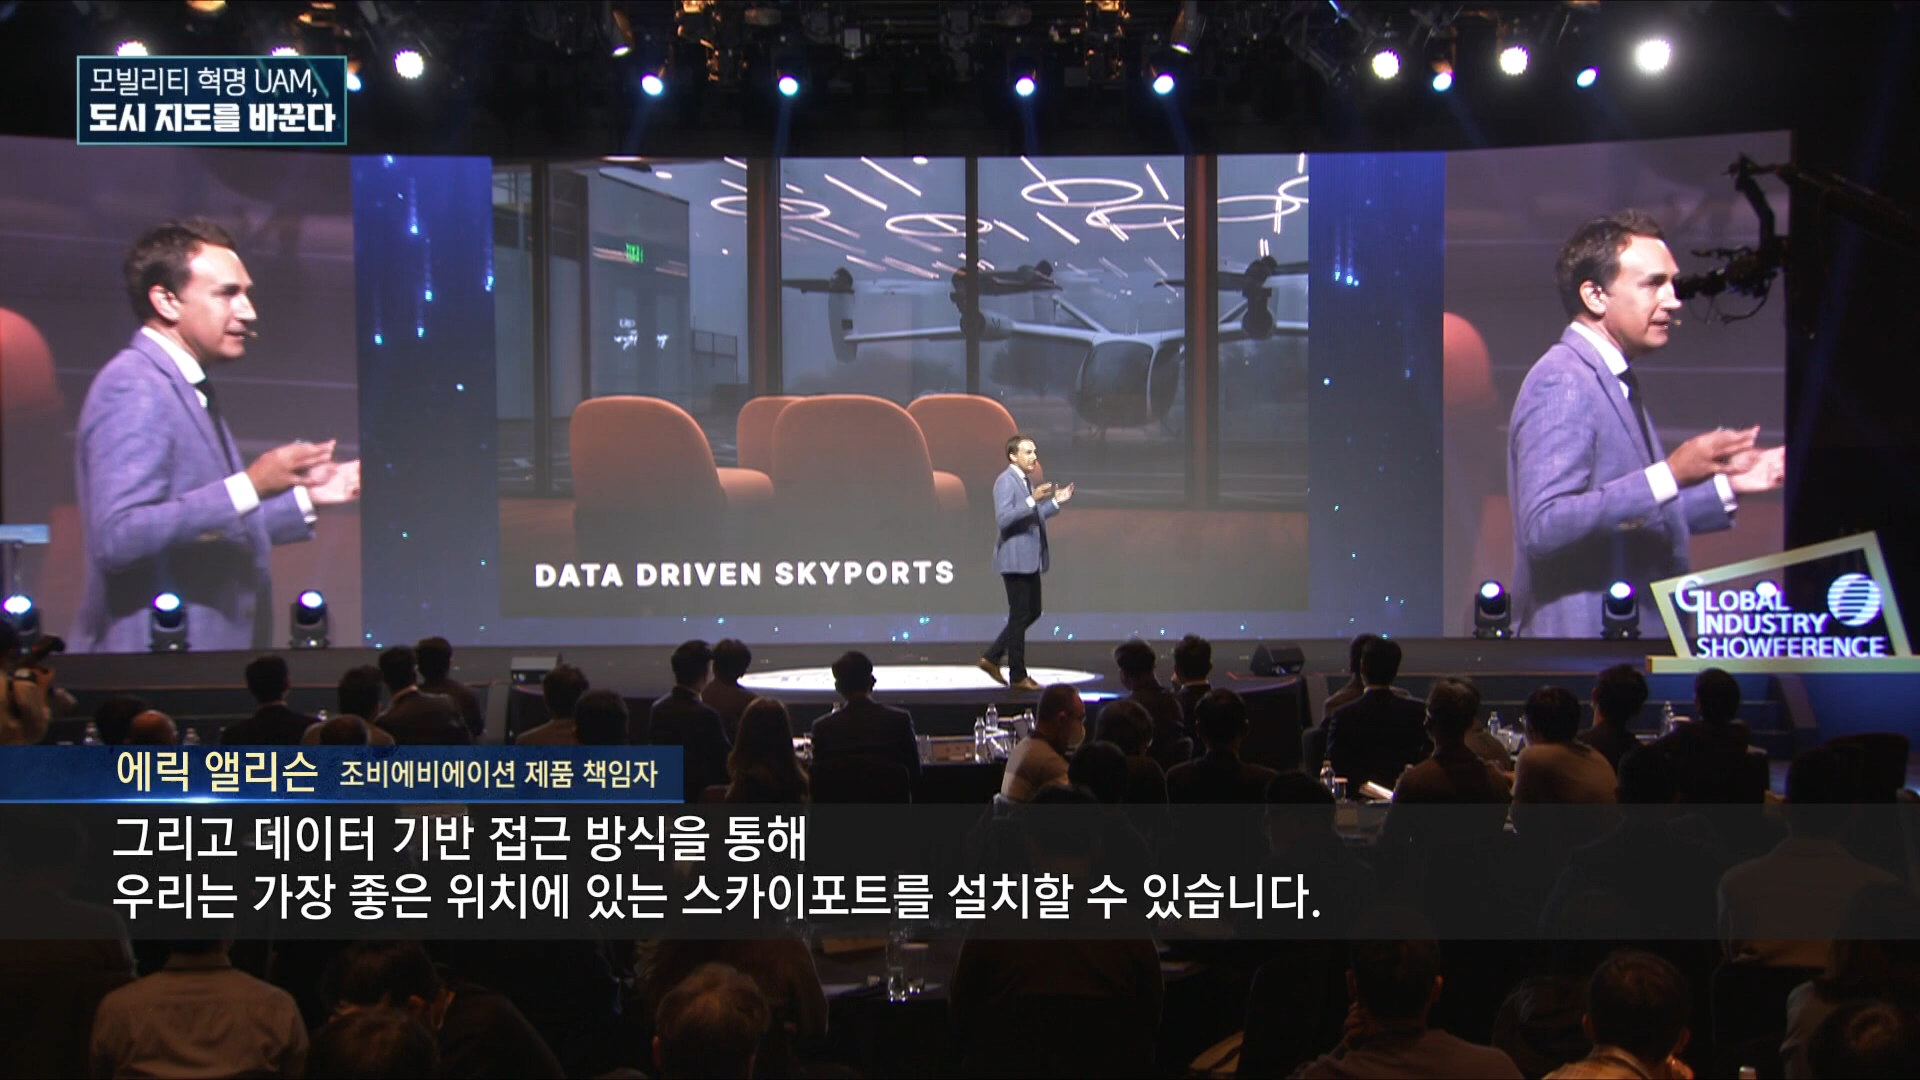 모빌리티 혁명 UAM,
도시 지도를 바꾼다
DATA DRIVEN SKYPORTS
GLOBAL
INDUSTRY
SHOWFERENCE
에릭 앨리슨 조비에비에이션 제품 책임자
그리고 데이터 기반 접근 방식을 통해
우리는 가장 좋은 위치에 있는 스카이포트를 설치할 수 있습니다.